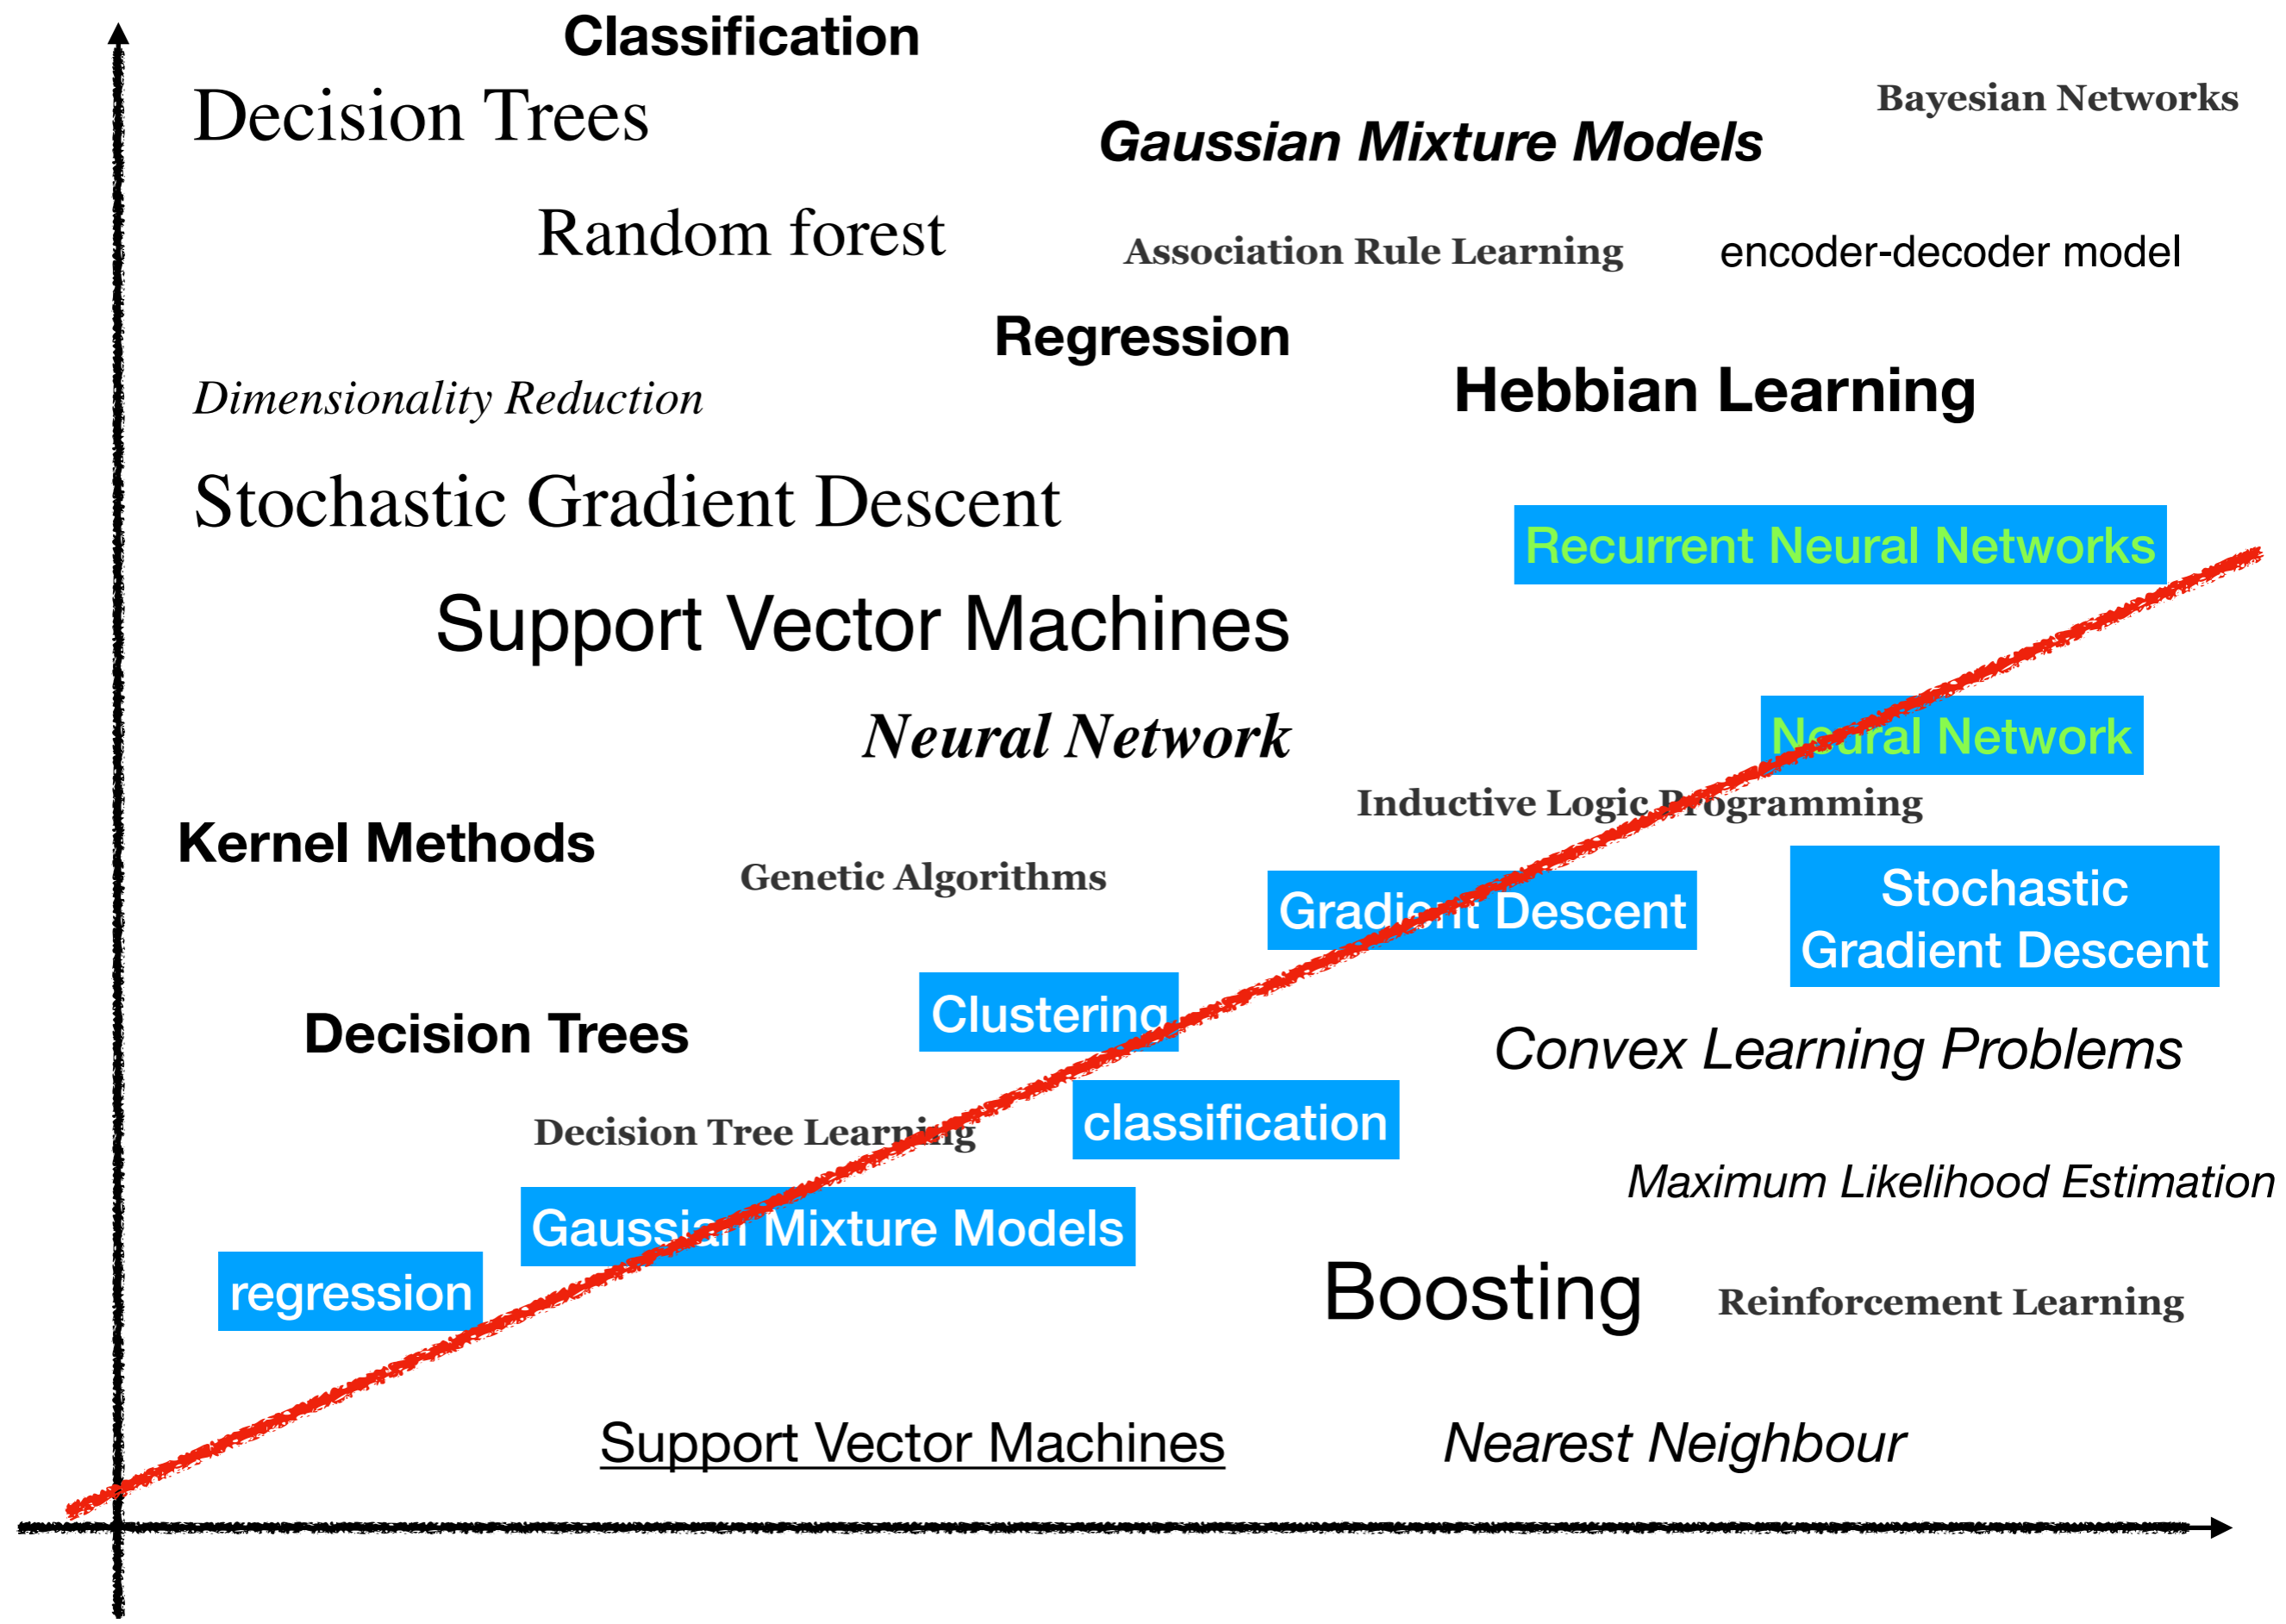 Classification
Decision Trees
Bayesian Networks
Gaussian Mixture Models
Random forest
Association Rule Learning
encoder-decoder model
Regression
Dimensionality Reduction
Hebbian Learning
Stochastic Gradient Descent
Recurrent Neural Networks
Support Vector Machines
Neural Network
Neural Network
Inductive Logic Programming
Kernel Methods
Genetic Algorithms
Gradient Descent
Stochastic
Gradient Descent
Clustering
Decision Trees
Convex Learning Problems
classification
Decision Tree Learning
Maximum Likelihood Estimation
Gaussian Mixture Models
regression
Boosting
Reinforcement Learning
Support Vector Machines
Nearest Neighbour